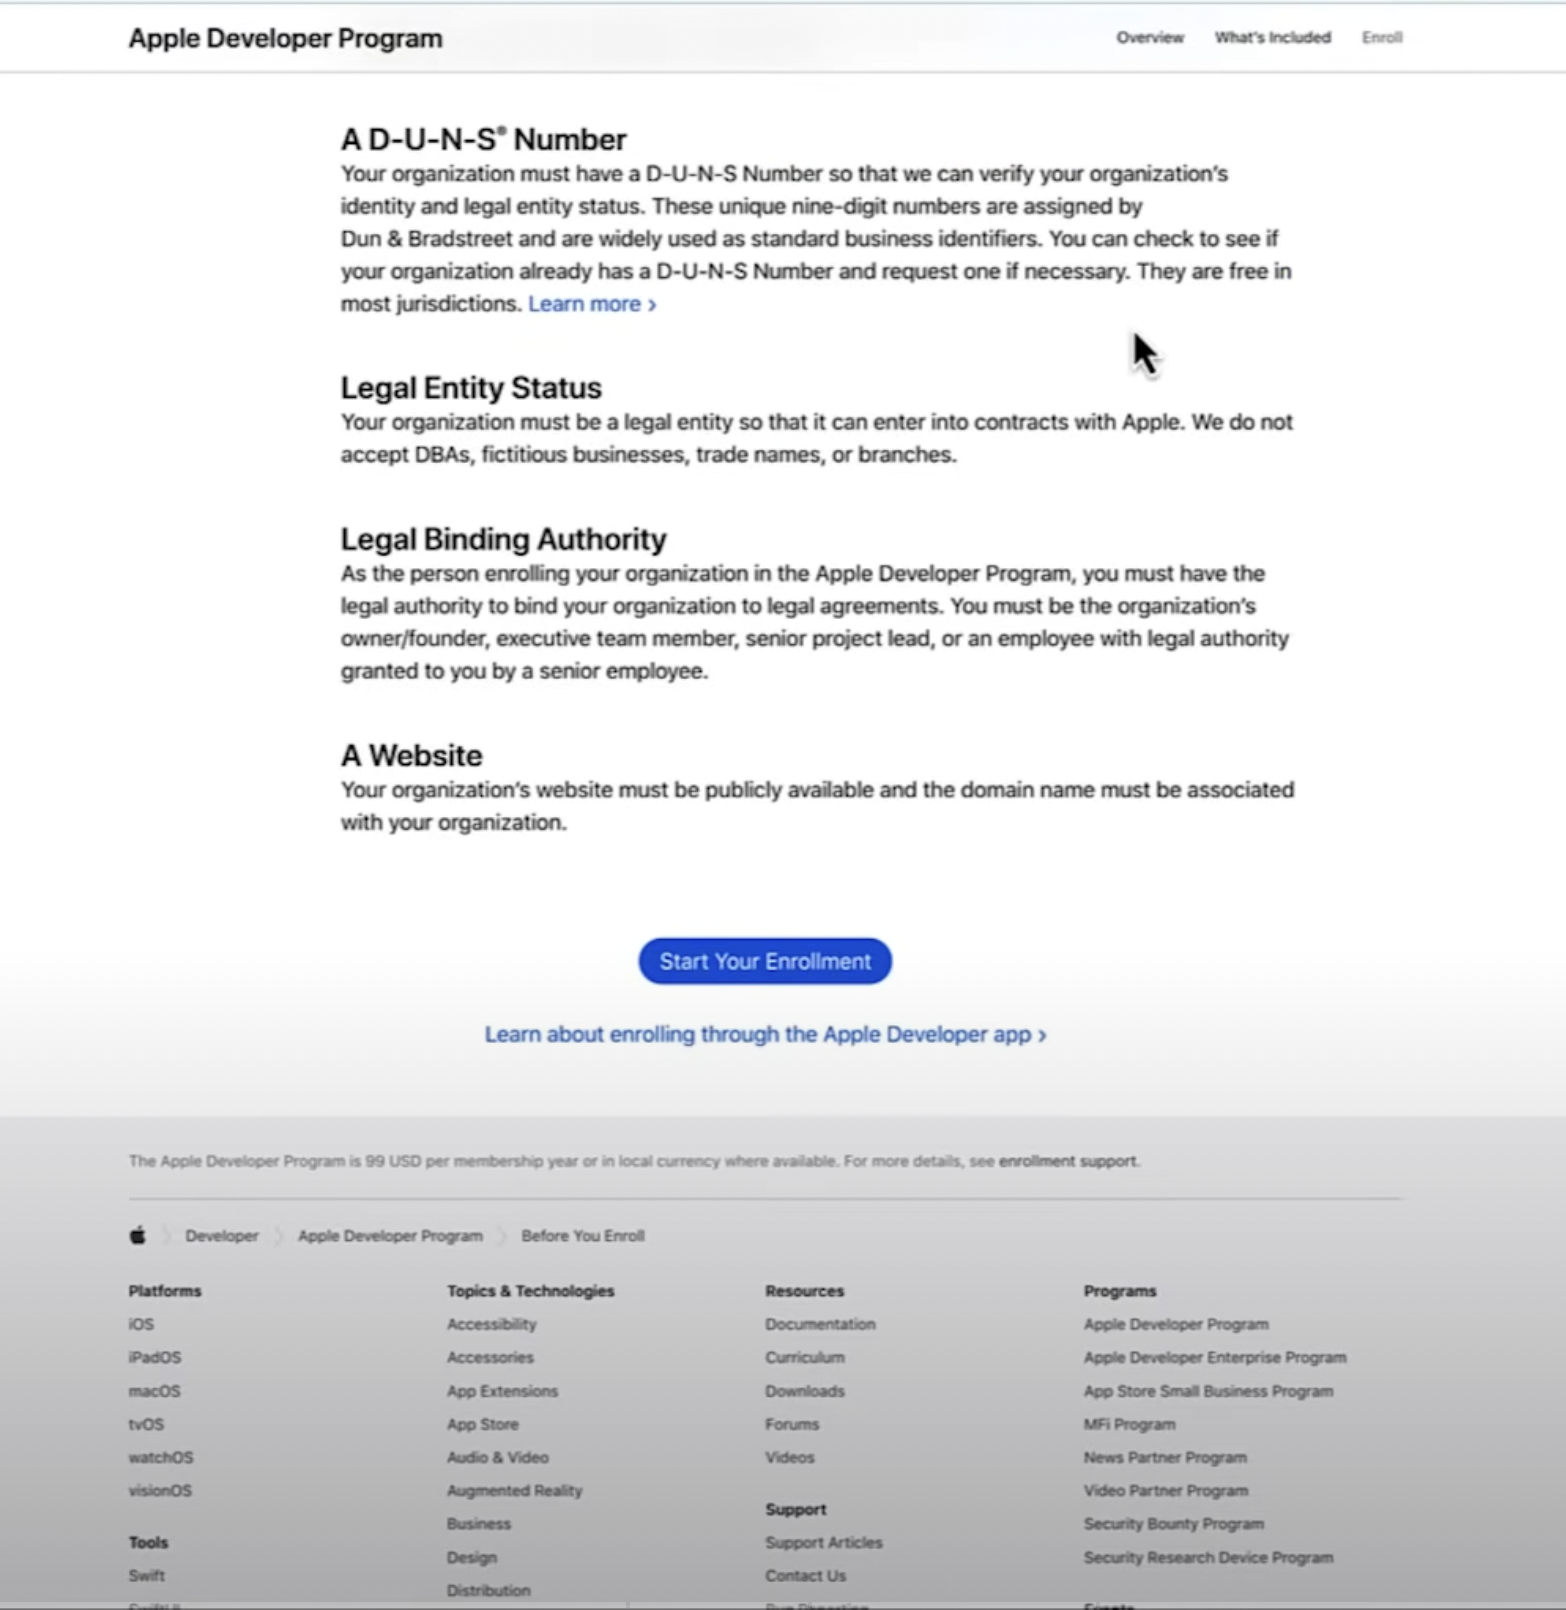 Apple Developer Program
Overview What's Included Enroll
A D-U-N-S® Number
Your organization must have a D-U-N-S Number so that we can verify your organization's
identity and legal entity status. These unique nine-digit numbers are assigned by
Dun & Bradstreet and are widely used as standard business identifiers. You can check to see if
your organization already has a D-U-N-S Number and request one if necessary. They are free in
most jurisdictions. Learn more ›
Legal Entity Status
Your organization must be a legal entity so that it can enter into contracts with Apple. We do not
accept DBAs, fictitious businesses, trade names, or branches.
Legal Binding Authority
As the person enrolling your organization in the Apple Developer Program, you must have the
legal authority to bind your organization to legal agreements. You must be the organization's
owner/founder, executive team member, senior project lead, or an employee with legal authority
granted to you by a senior employee.
A Website
Your organization's website must be publicly available and the domain name must be associated
with your organization.
Start Your Enrollment
Learn about enrolling through the Apple Developer app ›
The Apple Developer Program is 99 USD per membership year or in local currency where available. For more details, see enrollment support.
Developer Apple Developer Program Before You Enroll
Platforms
iOS
iPadOS
macOS
tvOS
watchOS
visionOS
Tools
Swift
Topics & Technologies
Accessibility
Accessories
App Extensions
App Store
Audio & Video
Augmented Reality
Business
Design
Distribution
Resources
Documentation
Curriculum
Downloads
Forums
Videos
Support
Support Articles
Contact Us
Programs
Apple Developer Program
Apple Developer Enterprise Program
App Store Small Business Program
MFi Program
News Partner Program
Video Partner Program
Security Bounty Program
Security Research Device Program